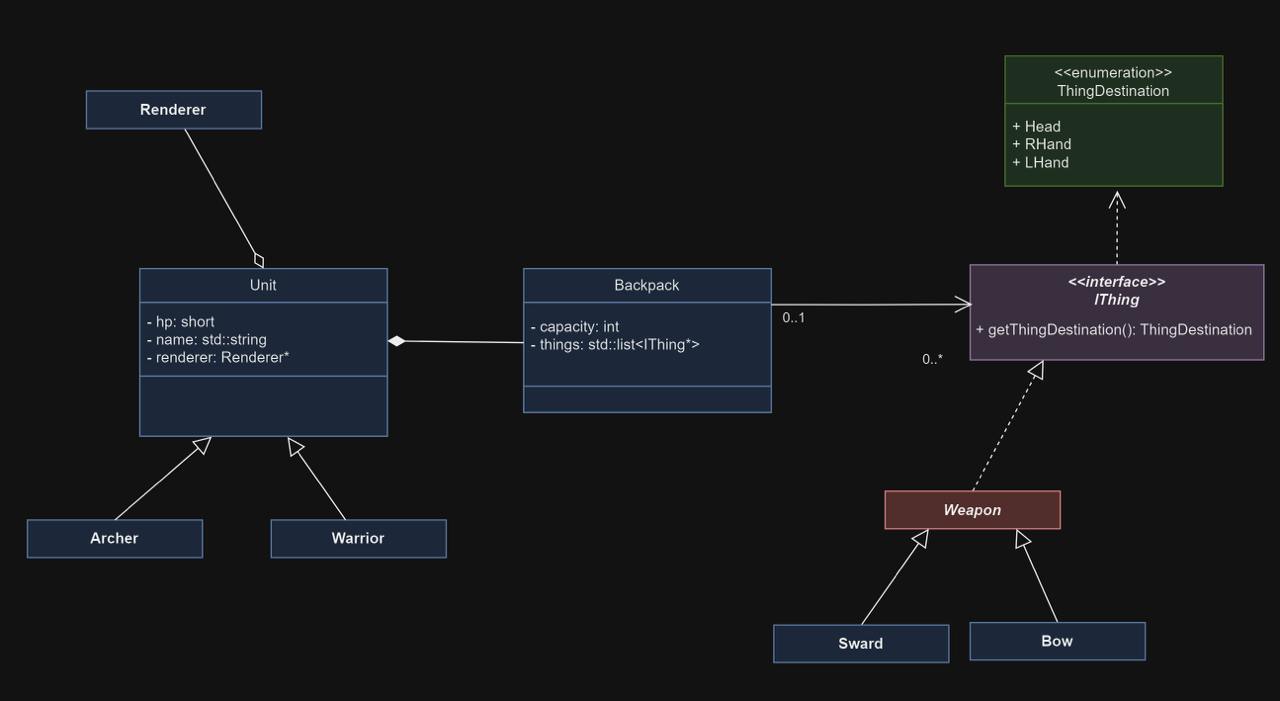 <<enumeration>>
ThingDestination
+ Head
+ RHand
+ LHand
Renderer
Unit
- hp: short
- name: std::string
- renderer: Renderer*
Backpack
- capacity: int
- things: std::list<IThing*>
0..1
0..*
<<interface>>
IThing
+ getThingDestination(): ThingDestination
Archer
Warrior
Weapon
Sward
Bow